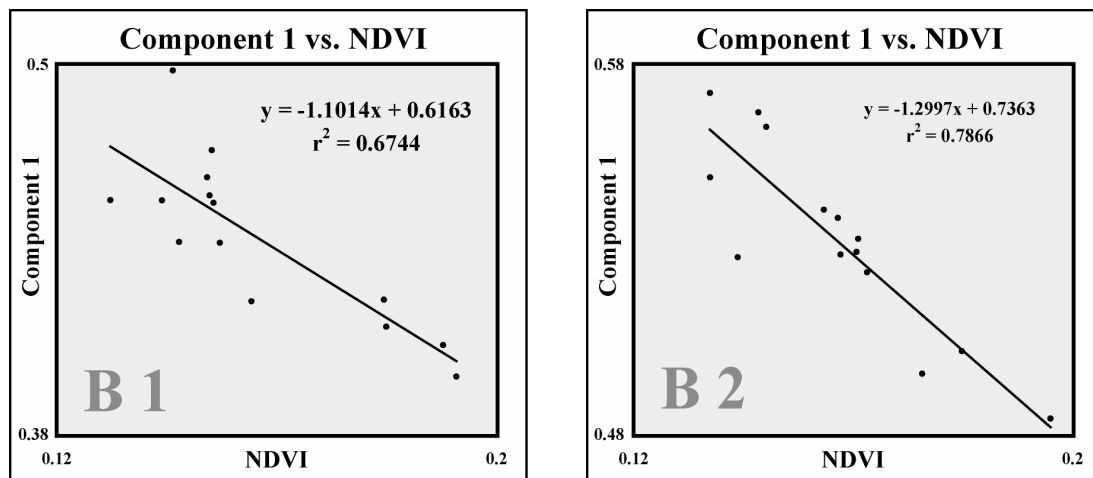 Component 1 vs. NDVI
0.5
y = -1.1014x + 0.6163
r² = 0.6744
Component 1
B 1
0.38
0.12
NDVI
0.2
Component 1 vs. NDVI
0.58
y = -1.2997x + 0.7363
r² = 0.7866
Component 1
B 2
0.48
0.12
NDVI
0.2